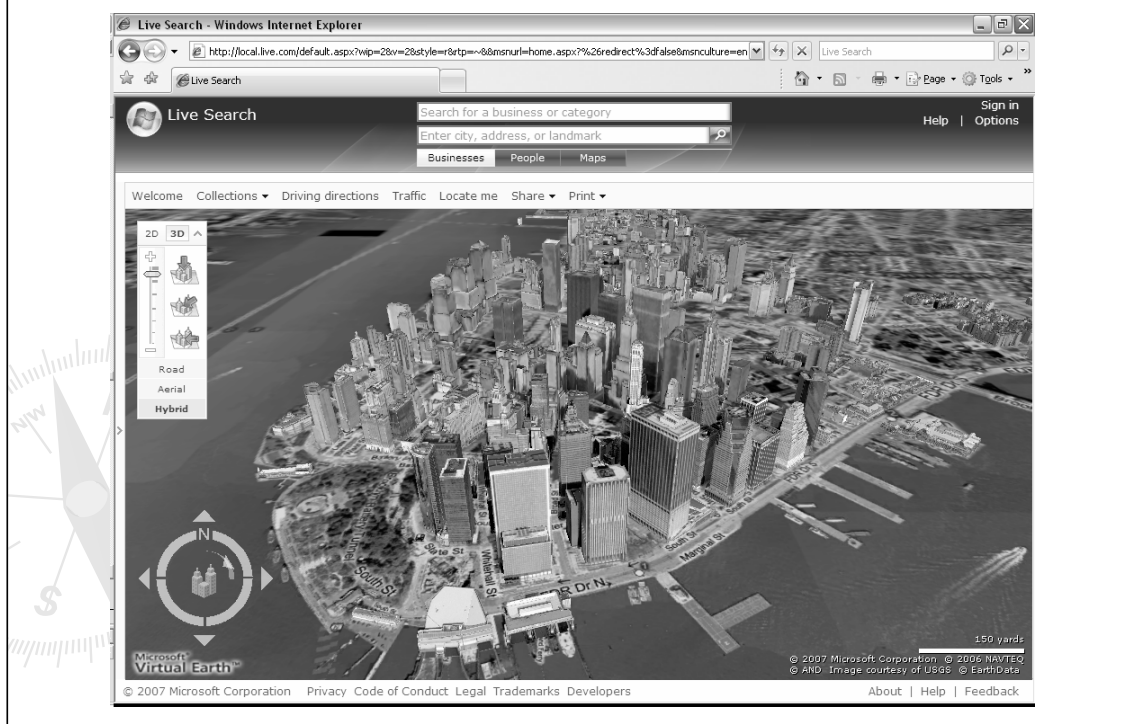 Live Search - Windows Internet Explorer
http://local.live.com/default.aspx?wip=2&v=2&style=r&rtp=~&&msnurl=home.aspx?%26redirect%3dfalse&msnculture=en
Live Search
Live Search
Page
Tools
»
Live Search
Search for a business or category
Enter city, address, or landmark
Businesses People Maps
Sign in
Help | Options
Welcome Collections Driving directions Traffic Locate me Share Print
2D 3D
Road
Aerial
Hybrid
NW
S
N
State St
Whitehall St
South St
FDR Dr N
South St
Marginal St
Microsoft®
Virtual Earth™
150 yards
© 2007 Microsoft Corporation © 2006 NAVTEQ
© AND Image courtesy of USGS © EarthData
© 2007 Microsoft Corporation Privacy Code of Conduct Legal Trademarks Developers
About | Help | Feedback